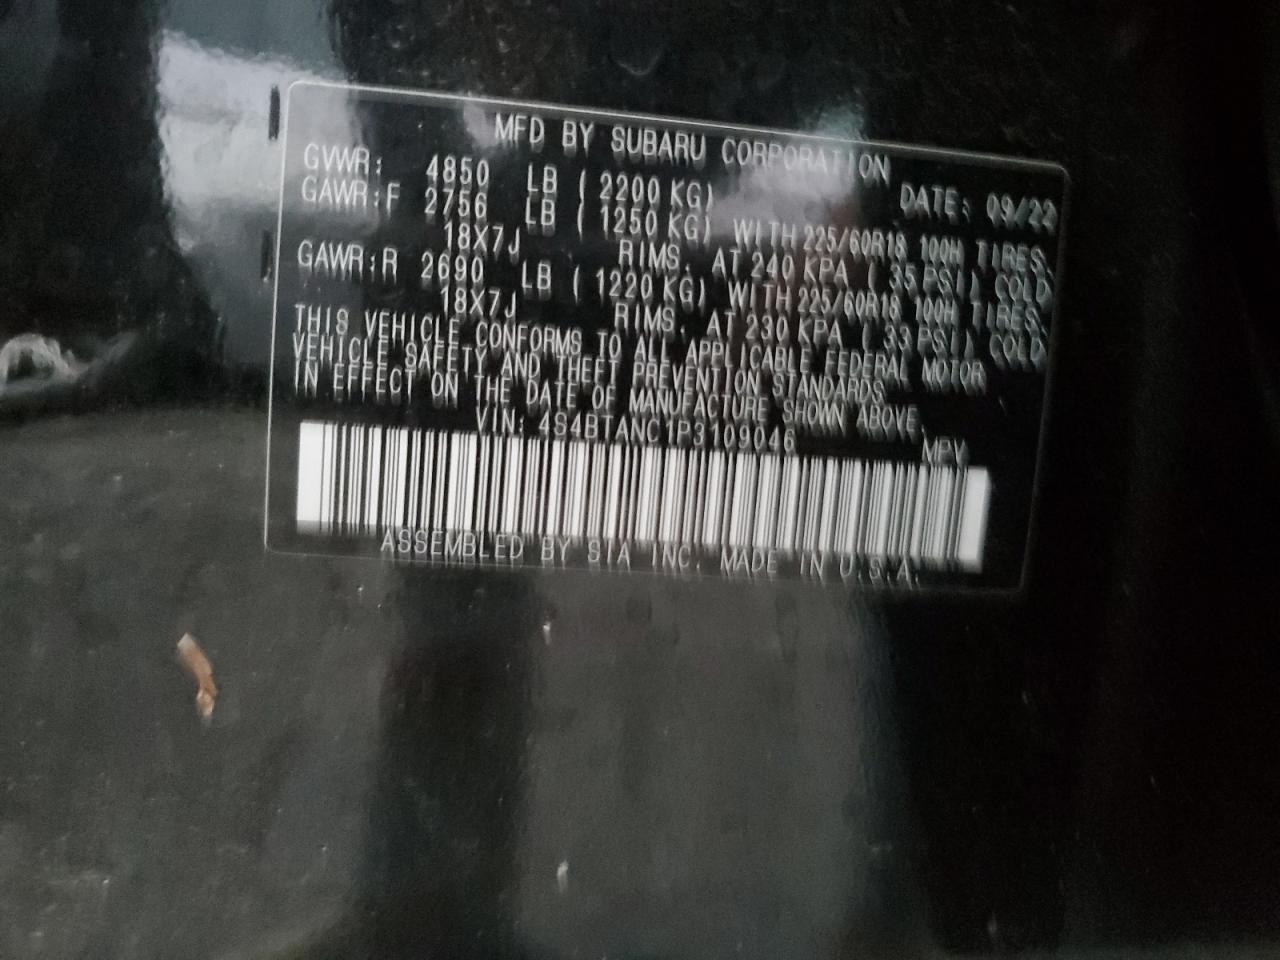 MFD BY SUBARU CORPORATION
GVWR: 4850 LB ( 2200 KG) DATE: 09/22
GAWR:F 2756 LB ( 1250 KG) WITH 225/60R18 100H TIRES,
18X7J RIMS, AT 240 KPA ( 35 PSI) COLD
GAWR:R 2690 LB ( 1220 KG) WITH 225/60R18 100H TIRES,
18X7J RIMS, AT 230 KPA ( 33 PSI) COLD
THIS VEHICLE CONFORMS TO ALL APPLICABLE FEDERAL MOTOR
VEHICLE SAFETY AND THEFT PREVENTION STANDARDS
IN EFFECT ON THE DATE OF MANUFACTURE SHOWN ABOVE.
VIN: 4S4BTANC1P3109046 MPV
ASSEMBLED BY SIA INC. MADE IN U.S.A.